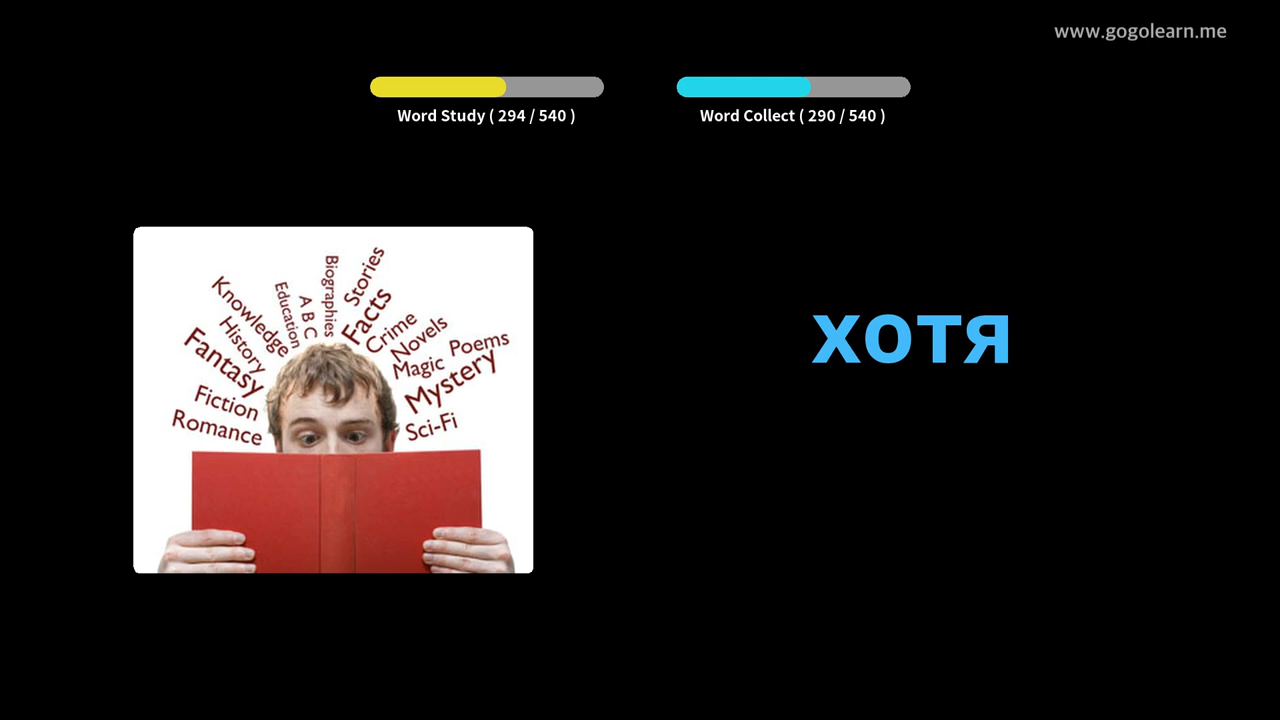 www.gogolearn.me
Word Study ( 294 / 540 )
Word Collect ( 290 / 540 )
Biographies
Stories
Education
A B C
Facts
Knowledge
History
Crime
Novels
Poems
Fantasy
Magic
Mystery
Fiction
Romance
Sci-Fi
хотя